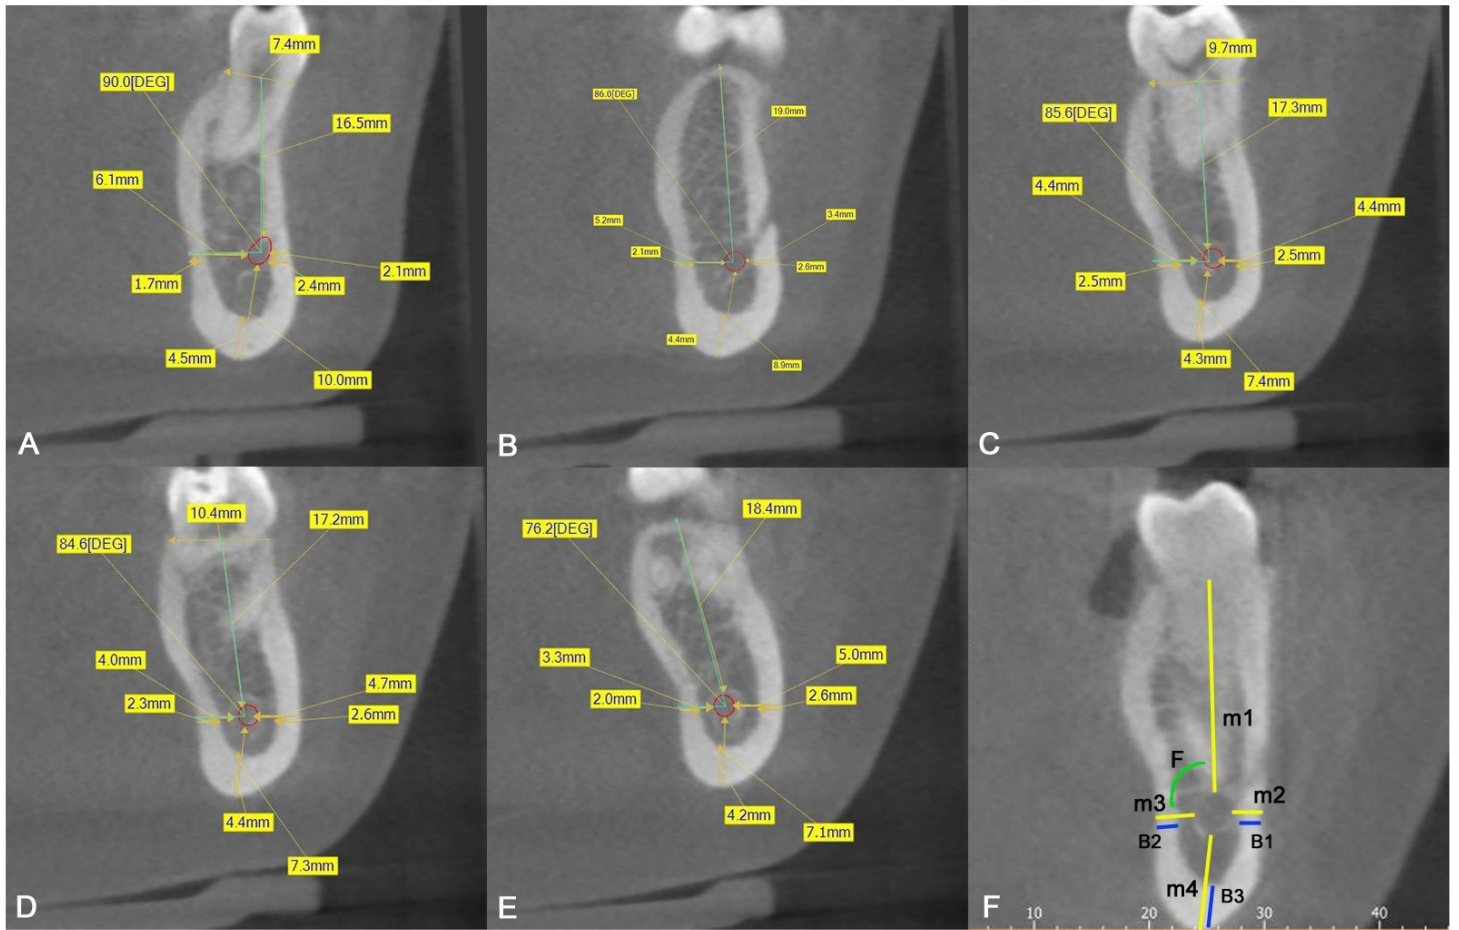 7.4mm
90.0[DEG]
16.5mm
6.1mm
2.1mm
1.7mm
2.4mm
4.5mm
10.0mm
A
86.0[DEG]
19.0mm
3.4mm
5.2mm
2.1mm
2.6mm
4.4mm
8.9mm
B
9.7mm
85.6[DEG]
17.3mm
4.4mm
4.4mm
2.5mm
2.5mm
4.3mm
7.4mm
C
10.4mm
17.2mm
84.6[DEG]
4.0mm
4.7mm
2.3mm
2.6mm
4.4mm
7.3mm
D
18.4mm
76.2[DEG]
3.3mm
5.0mm
2.0mm
2.6mm
4.2mm
7.1mm
E
m1
F
m3
m2
B2
B1
m4
B3
F
10 20 30 40